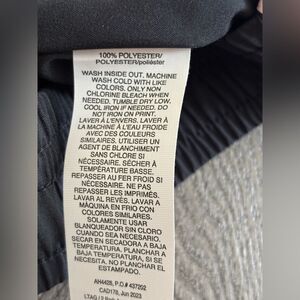 100% POLYESTER/
POLYESTER/poliéster
WASH INSIDE OUT. MACHINE
WASH COLD WITH LIKE
COLORS. ONLY NON
CHLORINE BLEACH WHEN
NEEDED. TUMBLE DRY LOW.
COOL IRON IF NEEDED. DO
NOT IRON ON PRINT.
LAVER À L'ENVERS. LAVER À
LA MACHINE À L'EAU FROIDE
AVEC DES COULEURS
SIMILAIRES. UTILISER UN
AGENT DE BLANCHIMENT
SANS CHLORE SI
NÉCESSAIRE. SÉCHER À
TEMPÉRATURE BASSE.
REPASSER AU FER FROID SI
NÉCESSAIRE. NE PAS
REPASSER LES IMPRIMÉS.
LAVAR AL REVÉS. LAVAR A
MÁQUINA EN FRIO CON
COLORES SIMILARES.
SOLAMENTE USAR
BLANQUEADOR SIN CLORO
CUANDO SEA NECESARIO.
SECAR EN SECADORA A BAJA
TEMPERATURA. PLANCHAR A
BAJA TEMPERATURA, SI SE
NECESITA. NO PLANCHAR EL
ESTAMPADO.
AH4426, P.O.# 437202
CAD178, Jun 2023